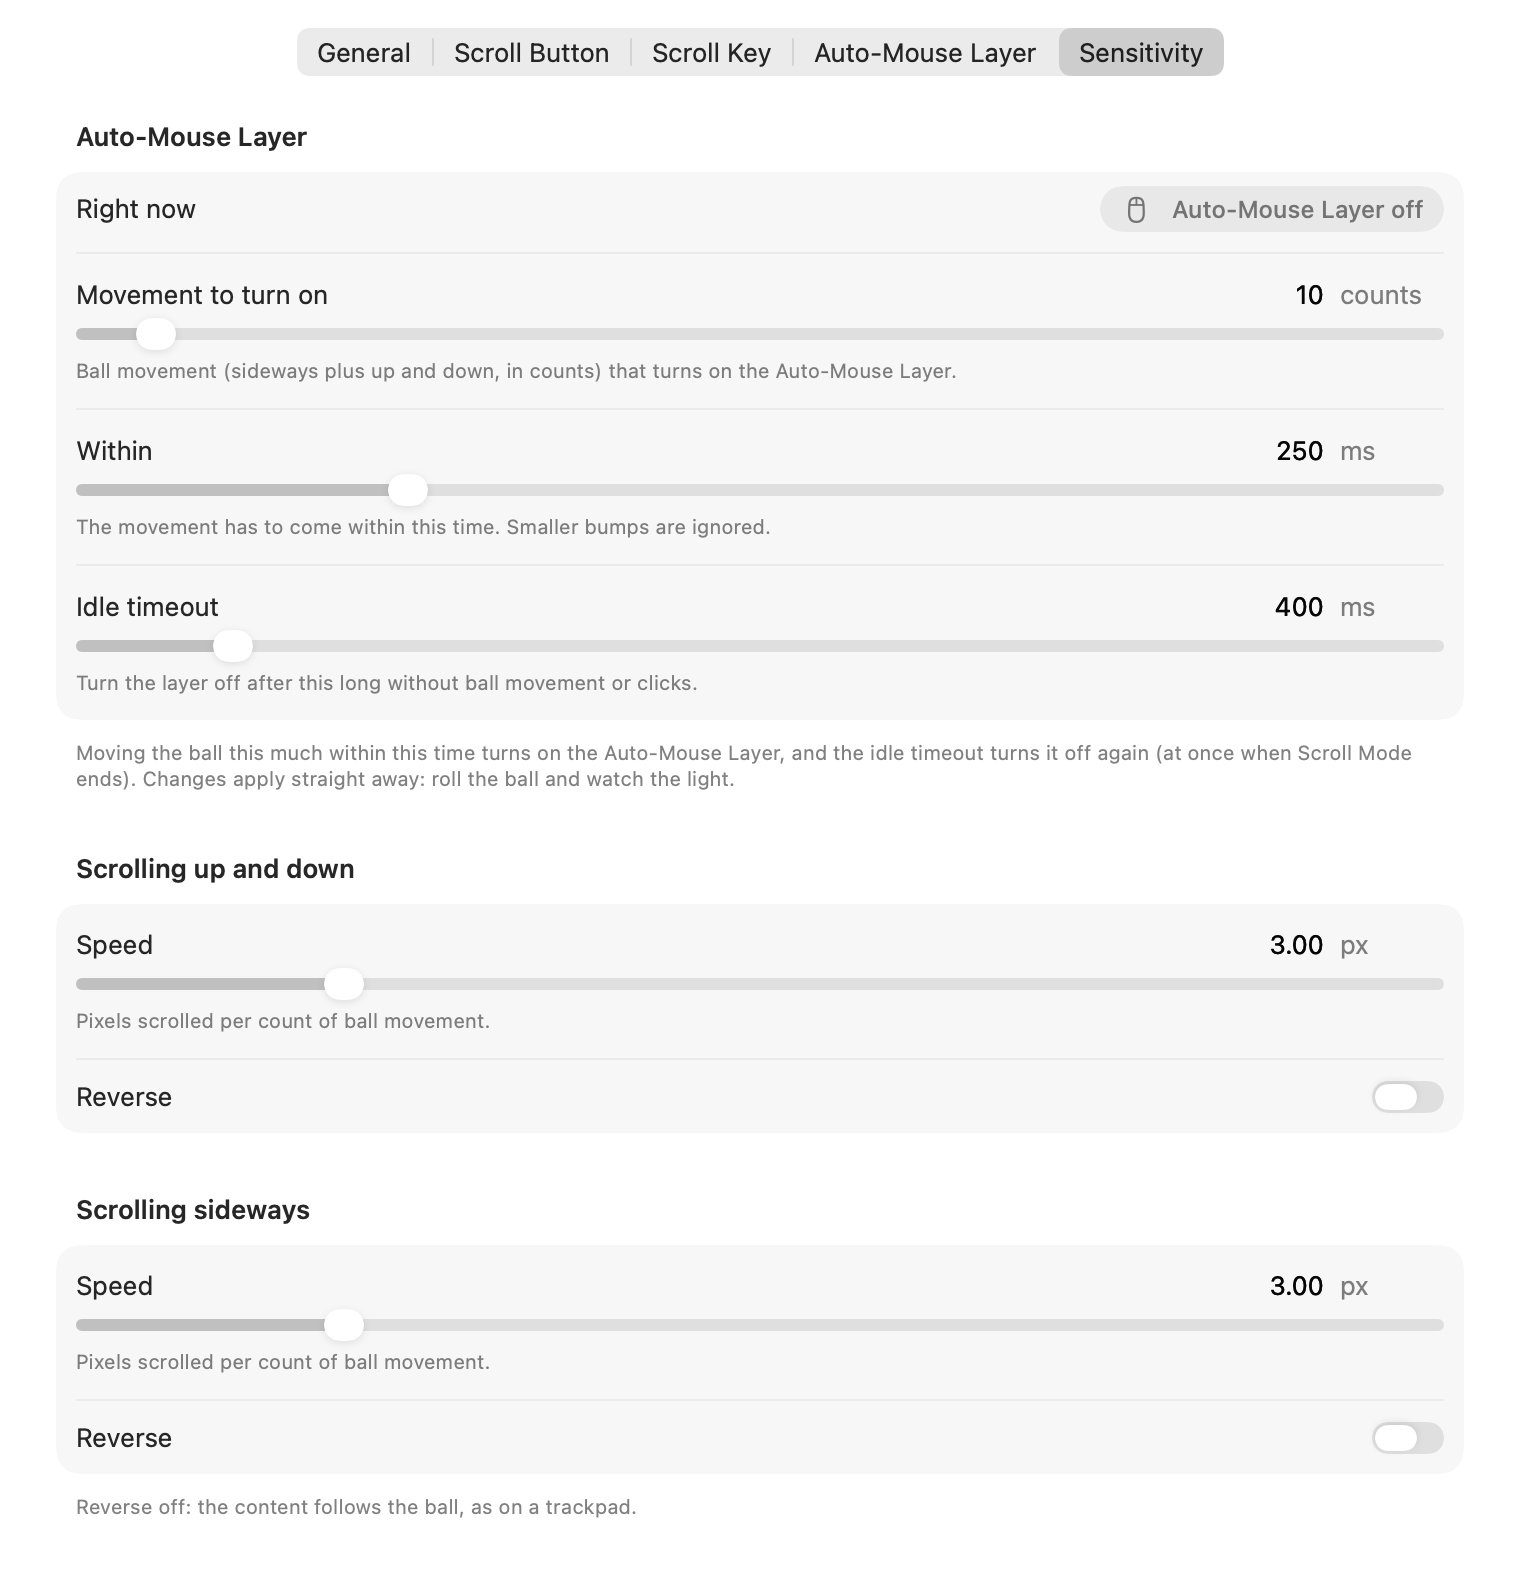 General
Scroll Button
Scroll Key
Auto-Mouse Layer
Sensitivity
Auto-Mouse Layer
Right now
Auto-Mouse Layer off
Movement to turn on
10 counts
Ball movement (sideways plus up and down, in counts) that turns on the Auto-Mouse Layer.
Within
250 ms
The movement has to come within this time. Smaller bumps are ignored.
Idle timeout
400 ms
Turn the layer off after this long without ball movement or clicks.
Moving the ball this much within this time turns on the Auto-Mouse Layer, and the idle timeout turns it off again (at once when Scroll Mode
ends). Changes apply straight away: roll the ball and watch the light.
Scrolling up and down
Speed
3.00 px
Pixels scrolled per count of ball movement.
Reverse
Scrolling sideways
Speed
3.00 px
Pixels scrolled per count of ball movement.
Reverse
Reverse off: the content follows the ball, as on a trackpad.